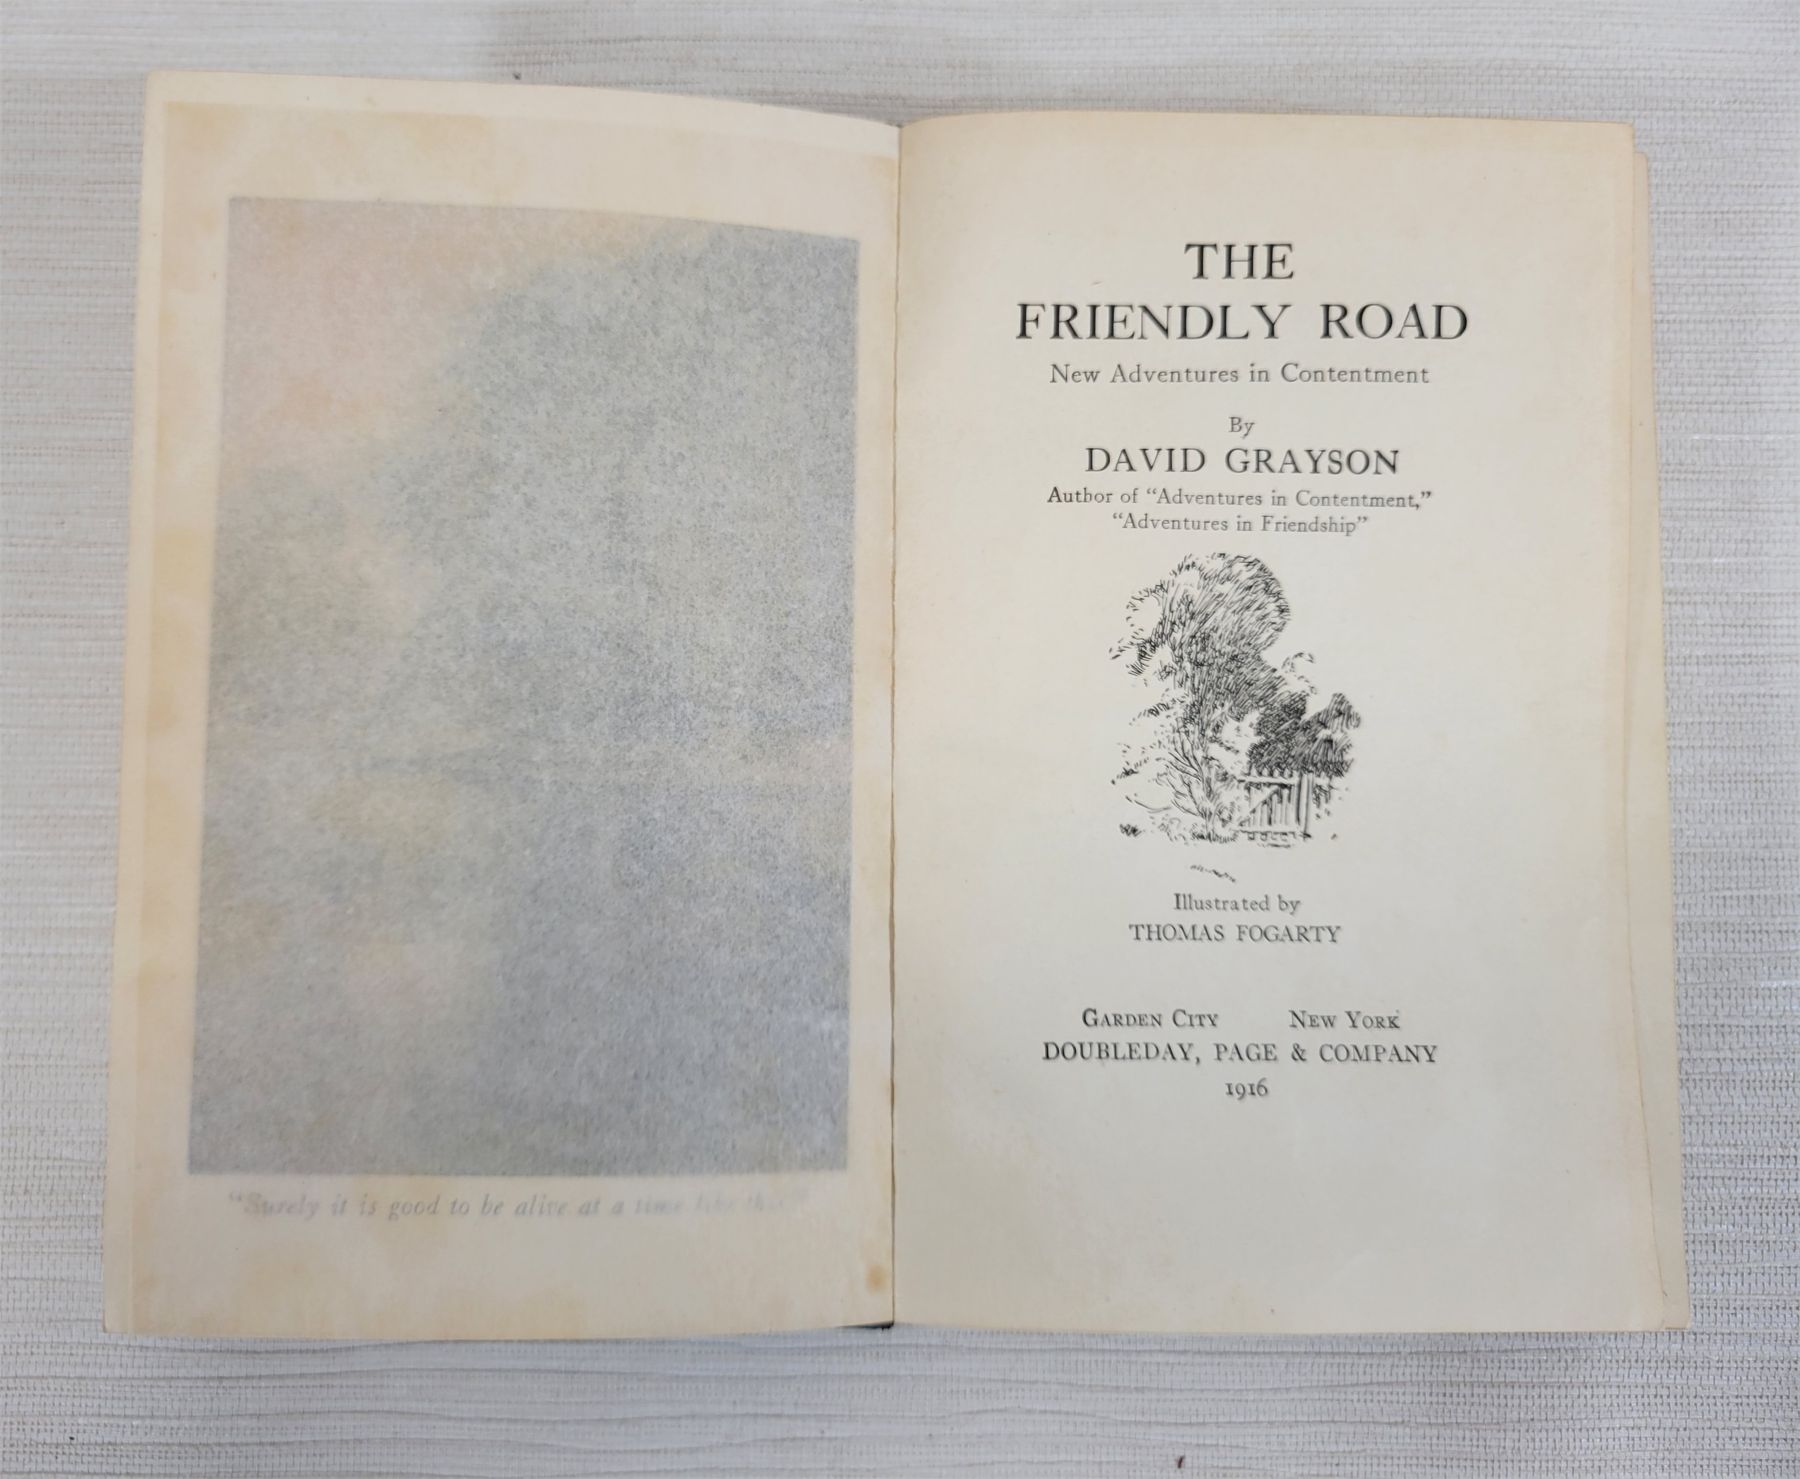 "Surely it is good to be alive at a time like this"
THE
FRIENDLY ROAD
New Adventures in Contentment
By
DAVID GRAYSON
Author of "Adventures in Contentment,"
"Adventures in Friendship"
Illustrated by
THOMAS FOGARTY
GARDEN CITY NEW YORK
DOUBLEDAY, PAGE & COMPANY
1916